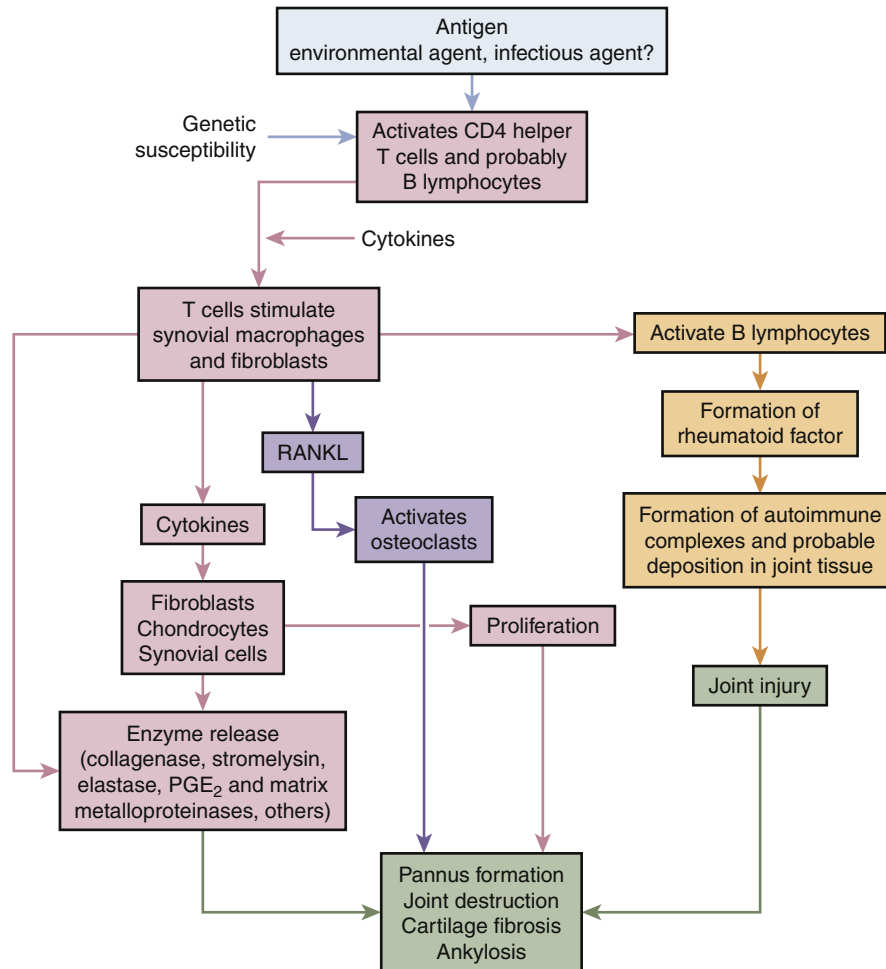 Antigen
environmental agent, infectious agent?
Genetic
susceptibility
Activates CD4 helper
T cells and probably
B lymphocytes
Cytokines
T cells stimulate
synovial macrophages
and fibroblasts
Activate B lymphocytes
Formation of
rheumatoid factor
RANKL
Cytokines
Activates
osteoclasts
Formation of autoimmune
complexes and probable
deposition in joint tissue
Fibroblasts
Chondrocytes
Synovial cells
Proliferation
Joint injury
Enzyme release
(collagenase, stromelysin,
elastase, PGE₂ and matrix
metalloproteinases, others)
Pannus formation
Joint destruction
Cartilage fibrosis
Ankylosis